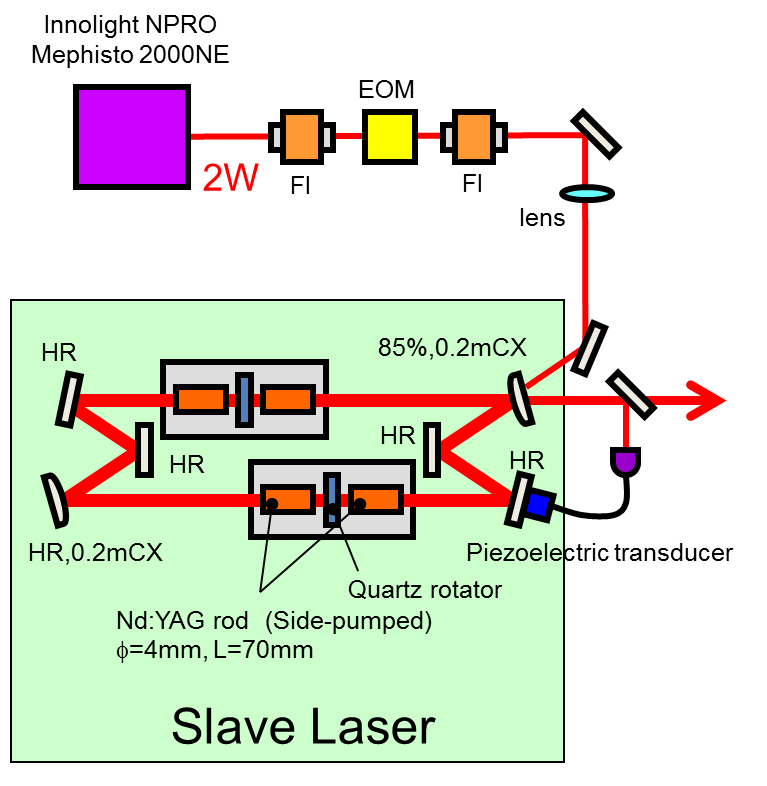 Innolight NPRO
Mephisto 2000NE
EOM
2W
FI
FI
lens
HR
85%,0.2mCX
HR
HR
HR
HR,0.2mCX
Piezoelectric transducer
Quartz rotator
Nd:YAG rod (Side-pumped)
ϕ=4mm, L=70mm
Slave Laser